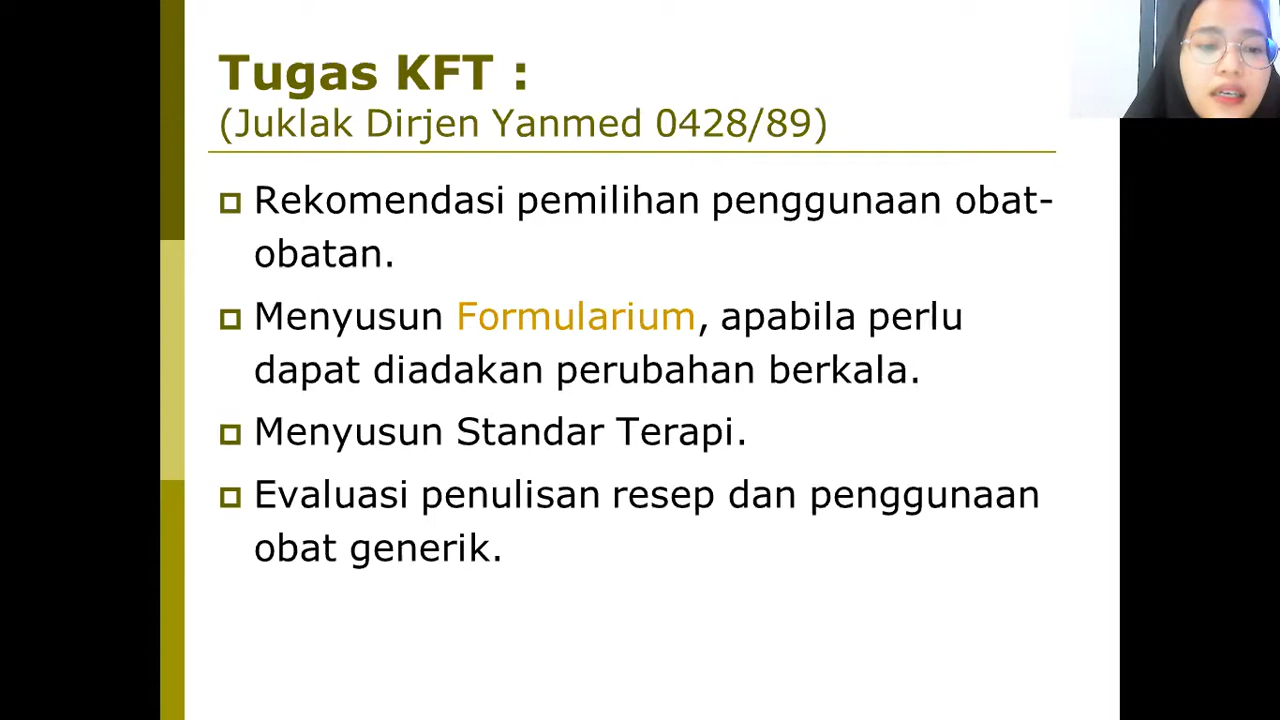 Tugas KFT :
(Juklak Dirjen Yanmed 0428/89)
Rekomendasi pemilihan penggunaan obat-
obatan.
Menyusun Formularium, apabila perlu
dapat diadakan perubahan berkala.
Menyusun Standar Terapi.
Evaluasi penulisan resep dan penggunaan
obat generik.